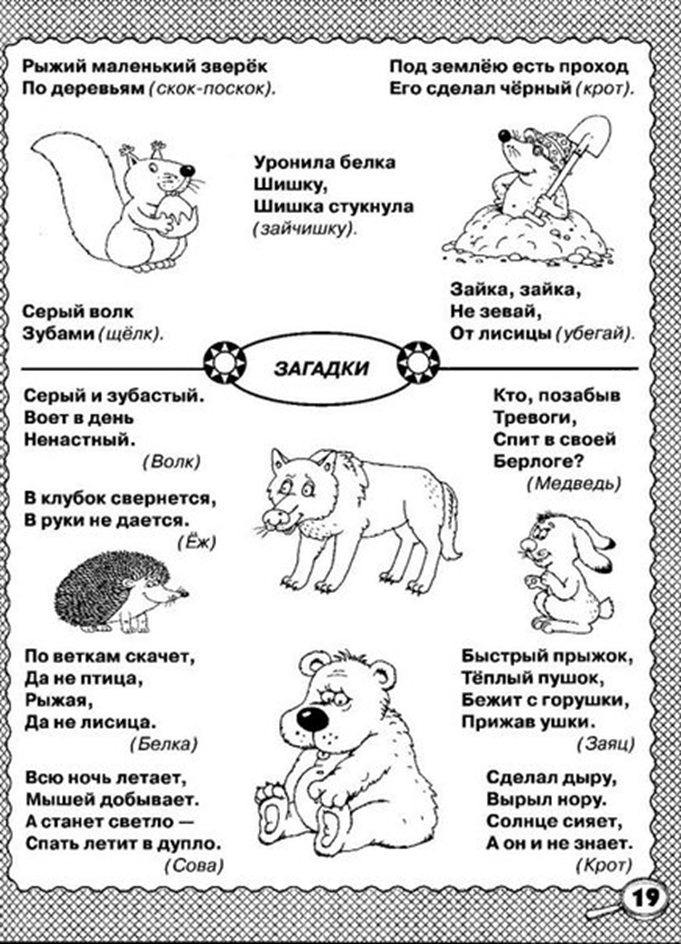 Рыжий маленький зверёк
По деревьям (скок-поскок).
Под землёю есть проход
Его сделал чёрный (крот).
Уронила белка
Шишку,
Шишка стукнула
(зайчишку).
Серый волк
Зубами (щёлк).
Зайка, зайка,
Не зевай,
От лисицы (убегай).
ЗАГАДКИ
Серый и зубастый.
Воет в день
Ненастный.
(Волк)
Кто, позабыв
Тревоги,
Спит в своей
Берлоге?
(Медведь)
В клубок свернется,
В руки не дается.
(Ёж)
По веткам скачет,
Да не птица,
Рыжая,
Да не лисица.
(Белка)
Быстрый прыжок,
Тёплый пушок,
Бежит с горушки,
Прижав ушки.
(Заяц)
Всю ночь летает,
Мышей добывает.
А станет светло —
Спать летит в дупло.
(Сова)
Сделал дыру,
Вырыл нору.
Солнце сияет,
А он и не знает.
(Крот)
19